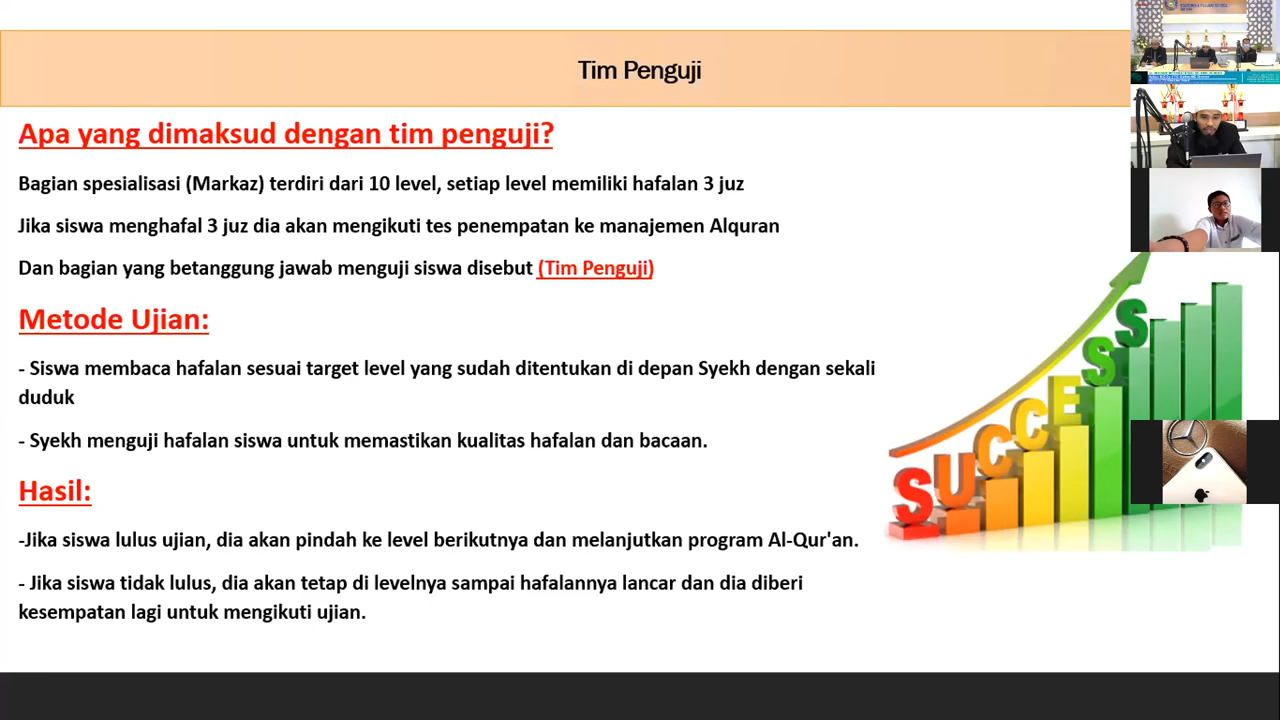 Tim Penguji
Apa yang dimaksud dengan tim penguji?
Bagian spesialisasi (Markaz) terdiri dari 10 level, setiap level memiliki hafalan 3 juz
Jika siswa menghafal 3 juz dia akan mengikuti tes penempatan ke manajemen Alquran
Dan bagian yang betanggung jawab menguji siswa disebut (Tim Penguji)
Metode Ujian:
- Siswa membaca hafalan sesuai target level yang sudah ditentukan di depan Syekh dengan sekali
duduk
- Syekh menguji hafalan siswa untuk memastikan kualitas hafalan dan bacaan.
Hasil:
-Jika siswa lulus ujian, dia akan pindah ke level berikutnya dan melanjutkan program Al-Qur'an.
- Jika siswa tidak lulus, dia akan tetap di levelnya sampai hafalannya lancar dan dia diberi
kesempatan lagi untuk mengikuti ujian.
SUCCESS